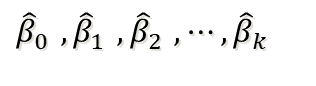 β̂₀ , β̂₁ , β̂₂ , ⋯ , β̂ₖ